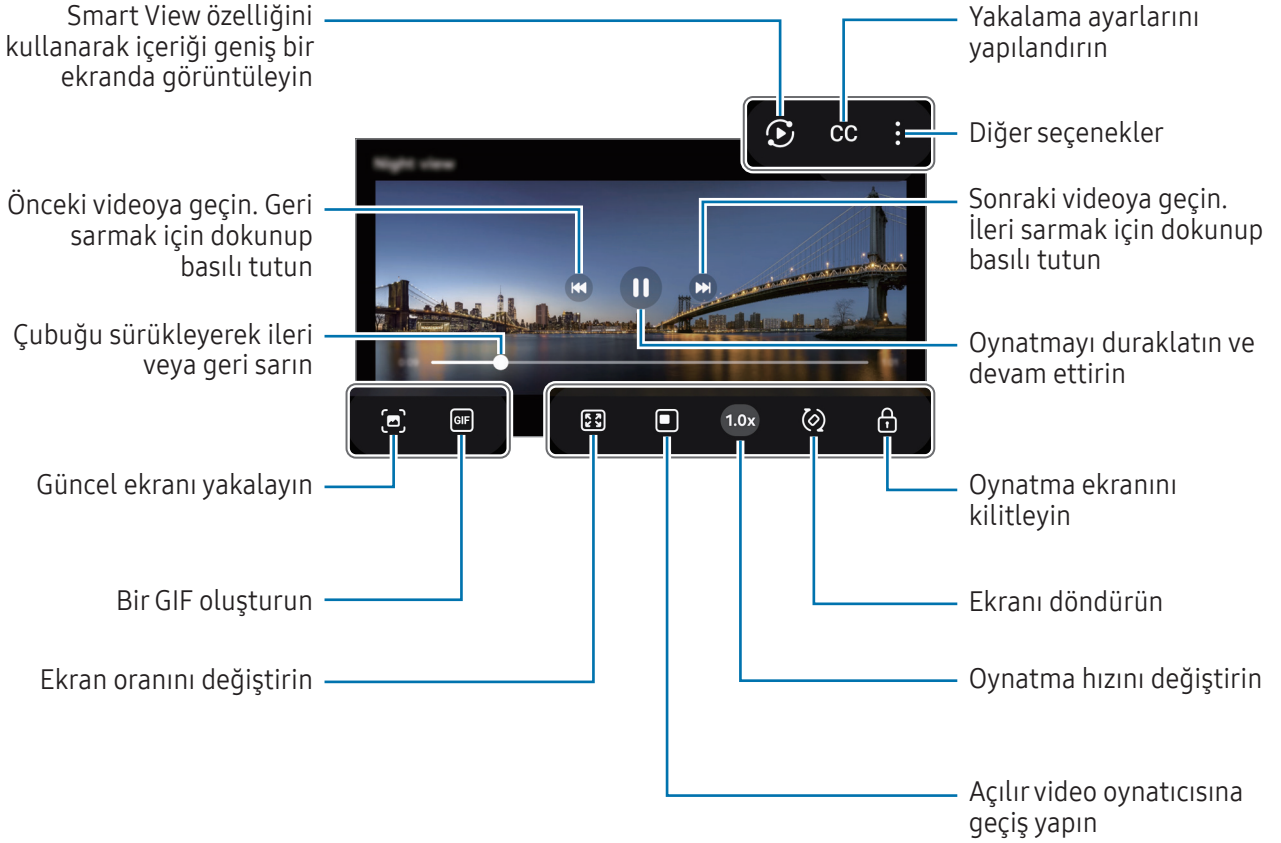 Smart View özelliğini
kullanarak içeriği geniş bir
ekranda görüntüleyin
Yakalama ayarlarını
yapılandırın
CC
Diğer seçenekler
Night view
Önceki videoya geçin. Geri
sarmak için dokunup
basılı tutun
Sonraki videoya geçin.
İleri sarmak için dokunup
basılı tutun
Çubuğu sürükleyerek ileri
veya geri sarın
Oynatmayı duraklatın ve
devam ettirin
GIF
1.0x
Güncel ekranı yakalayın
Oynatma ekranını
kilitleyin
Bir GIF oluşturun
Ekranı döndürün
Ekran oranını değiştirin
Oynatma hızını değiştirin
Açılır video oynatıcısına
geçiş yapın